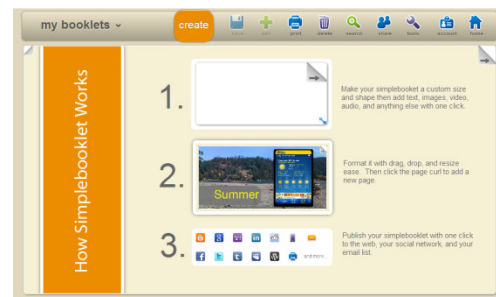 my booklets
create
save
add
print
delete
search
share
tools
account
home
How Simplebooklet Works
1.
Make your simplebooket a custom size
and shape then add text, images, video,
audio, and anything else with one click.
2.
Summer
Format it with drag, drop, and resize
ease. Then click the page curl to add a
new page.
3.
and more...
Publish your simplebooklet with one click
to the web, your social network, and your
email list.